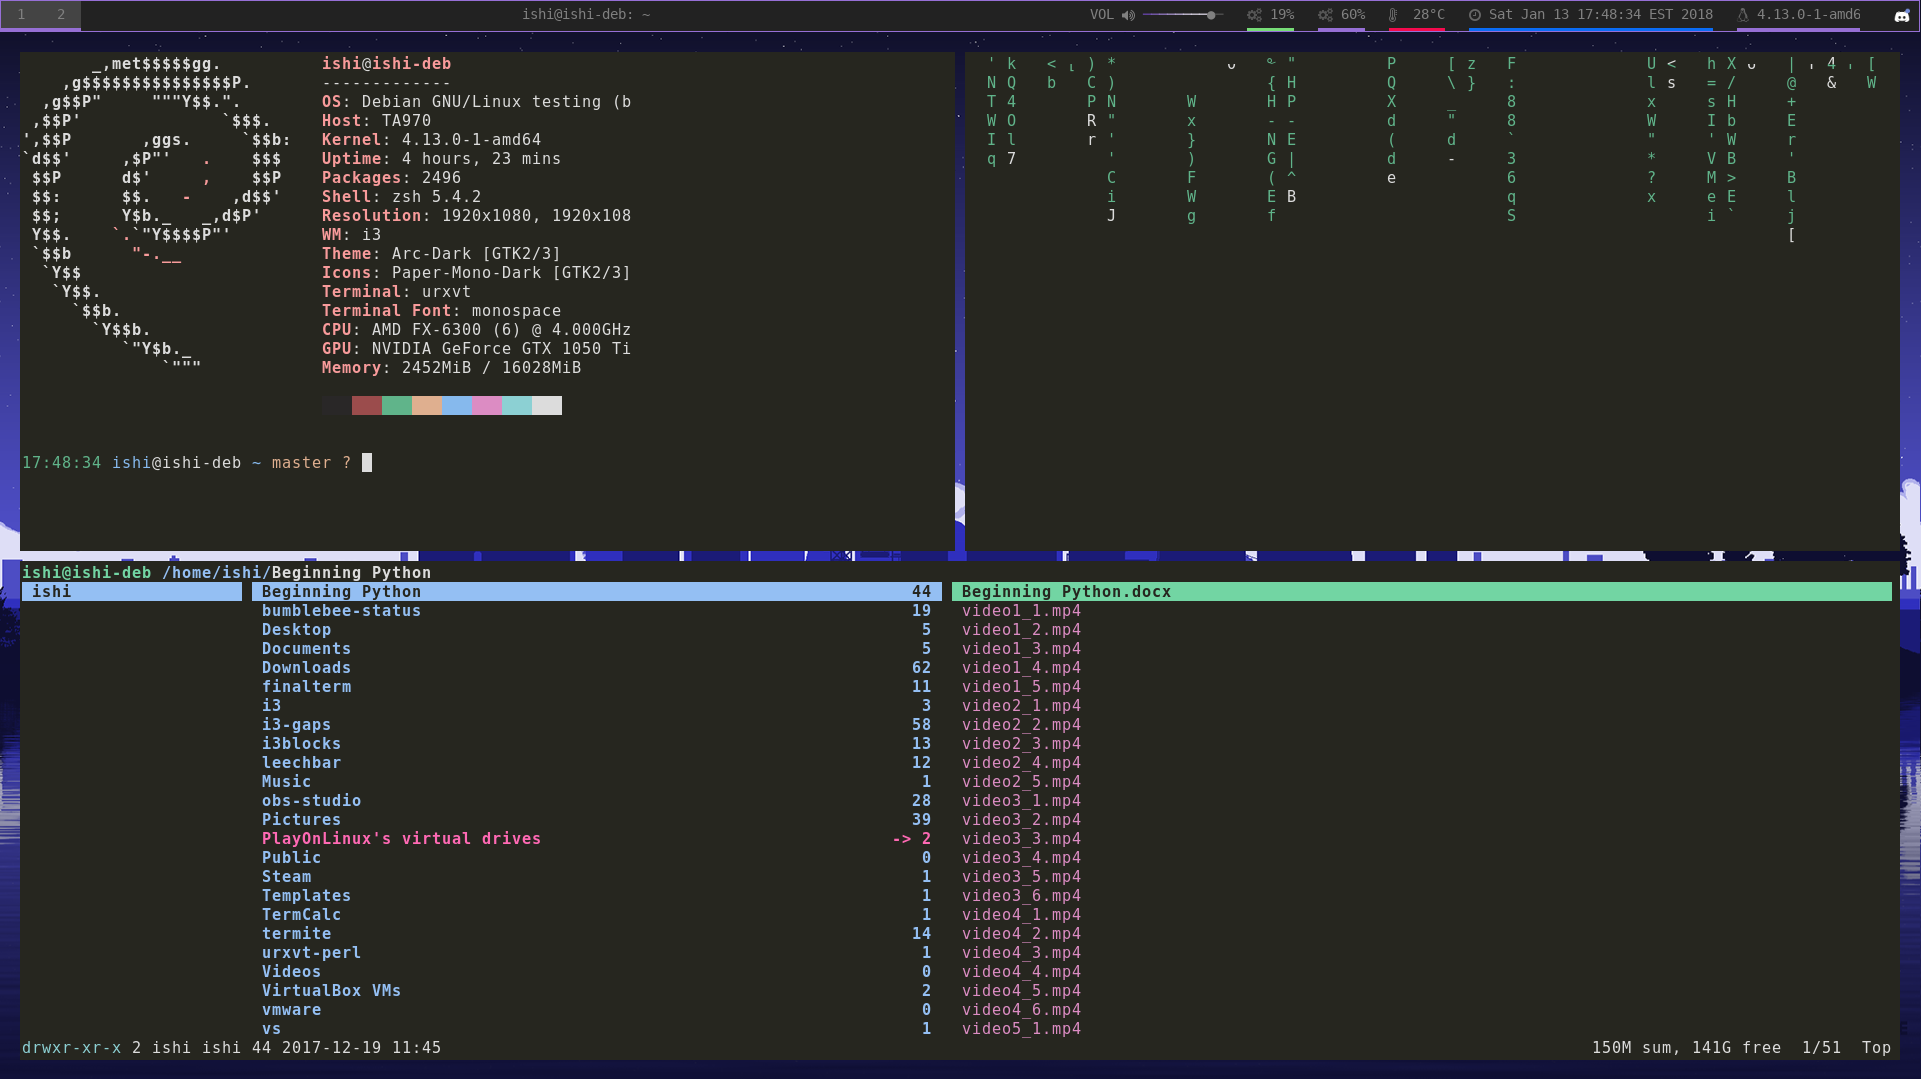 1 2 ishi@ishi-deb: ~ VOL 19% 60% 28°C Sat Jan 13 17:48:34 EST 2018 4.13.0-1-amd6
         _,met$$$$$gg.
      ,g$$$$$$$$$$$$$$$P.
    ,g$$P"     """Y$$.".
   ,$$P'              `$$$.
',$$P       ,ggs.     `$$b:
`d$$'     ,$P"'   .    $$$
 $$P      d$'     ,    $$P
 $$:      $$.   -    ,d$$'
 $$;      Y$b._   _,d$P'
 Y$$.    `.`"Y$$$$P"'
 `$$b      "-.__
  `Y$$
   `Y$$.
     `$$b.
       `Y$$b.
          `"Y$b._
              `"""
ishi@ishi-deb
-------------
OS: Debian GNU/Linux testing (b
Host: TA970
Kernel: 4.13.0-1-amd64
Uptime: 4 hours, 23 mins
Packages: 2496
Shell: zsh 5.4.2
Resolution: 1920x1080, 1920x108
WM: i3
Theme: Arc-Dark [GTK2/3]
Icons: Paper-Mono-Dark [GTK2/3]
Terminal: urxvt
Terminal Font: monospace
CPU: AMD FX-6300 (6) @ 4.000GHz
GPU: NVIDIA GeForce GTX 1050 Ti
Memory: 2452MiB / 16028MiB
17:48:34 ishi@ishi-deb ~ master ?
' k < ) * " P [ z F U < h X | 4 [
N Q b C ) { H Q \ } : l s = / @ & W
T 4 P N W H P X _ 8 x s H +
W O R " x - - d " 8 W I b E
I l r ' } N E ( d ` " ' W r
q 7 ' ) G | d - 3 * V B '
C F ( ^ e 6 ? M > B
i W E B q x e E l
J g f S i ` j
[
ishi@ishi-deb /home/ishi/Beginning Python
ishi
Beginning Python 44
bumblebee-status 19
Desktop 5
Documents 5
Downloads 62
finalterm 11
i3 3
i3-gaps 58
i3blocks 13
leechbar 12
Music 1
obs-studio 28
Pictures 39
PlayOnLinux's virtual drives -> 2
Public 0
Steam 1
Templates 1
TermCalc 1
termite 14
urxvt-perl 1
Videos 0
VirtualBox VMs 2
vmware 0
vs 1
Beginning Python.docx
video1_1.mp4
video1_2.mp4
video1_3.mp4
video1_4.mp4
video1_5.mp4
video2_1.mp4
video2_2.mp4
video2_3.mp4
video2_4.mp4
video2_5.mp4
video3_1.mp4
video3_2.mp4
video3_3.mp4
video3_4.mp4
video3_5.mp4
video3_6.mp4
video4_1.mp4
video4_2.mp4
video4_3.mp4
video4_4.mp4
video4_5.mp4
video4_6.mp4
video5_1.mp4
drwxr-xr-x 2 ishi ishi 44 2017-12-19 11:45 150M sum, 141G free 1/51 Top